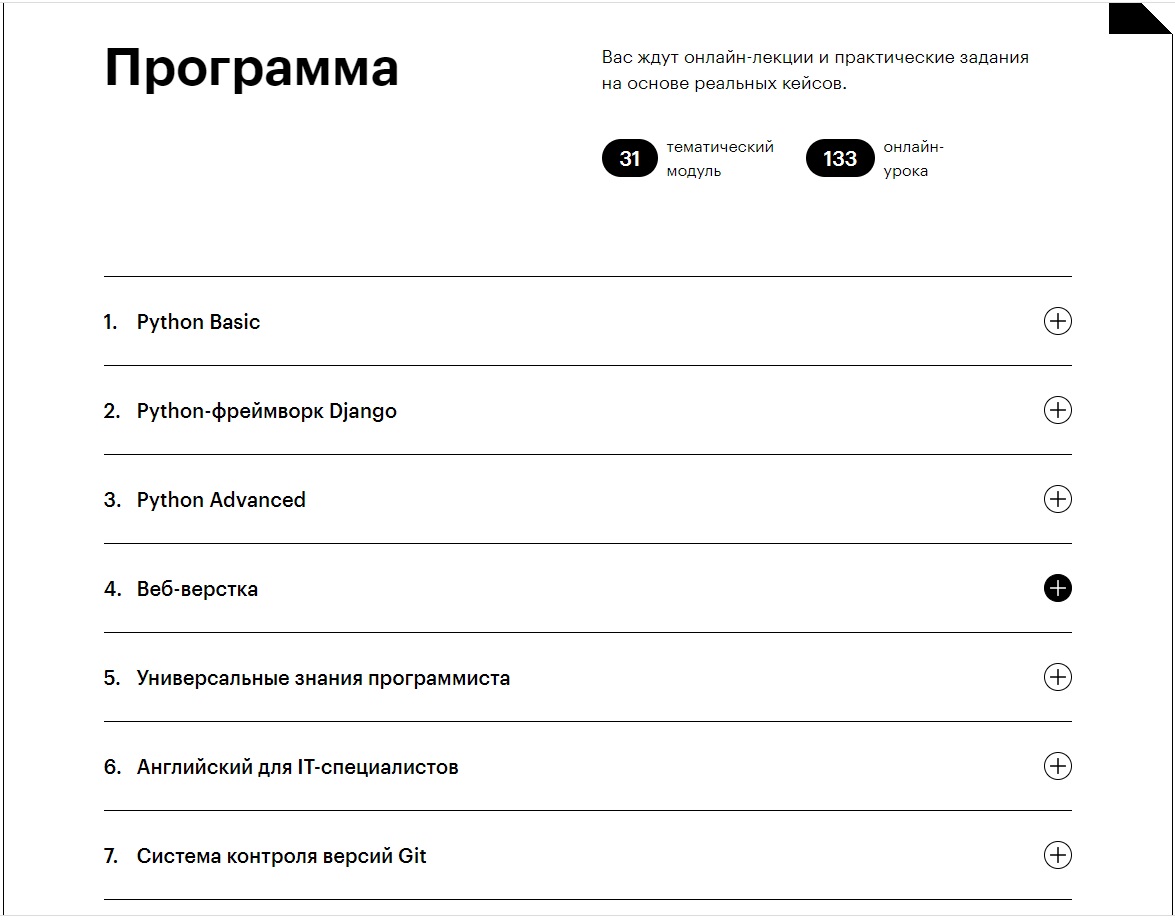 Программа
Вас ждут онлайн-лекции и практические задания
на основе реальных кейсов.
31 тематический
модуль
133 онлайн-
урока
1. Python Basic
2. Python-фреймворк Django
3. Python Advanced
4. Веб-верстка
5. Универсальные знания программиста
6. Английский для IT-специалистов
7. Система контроля версий Git